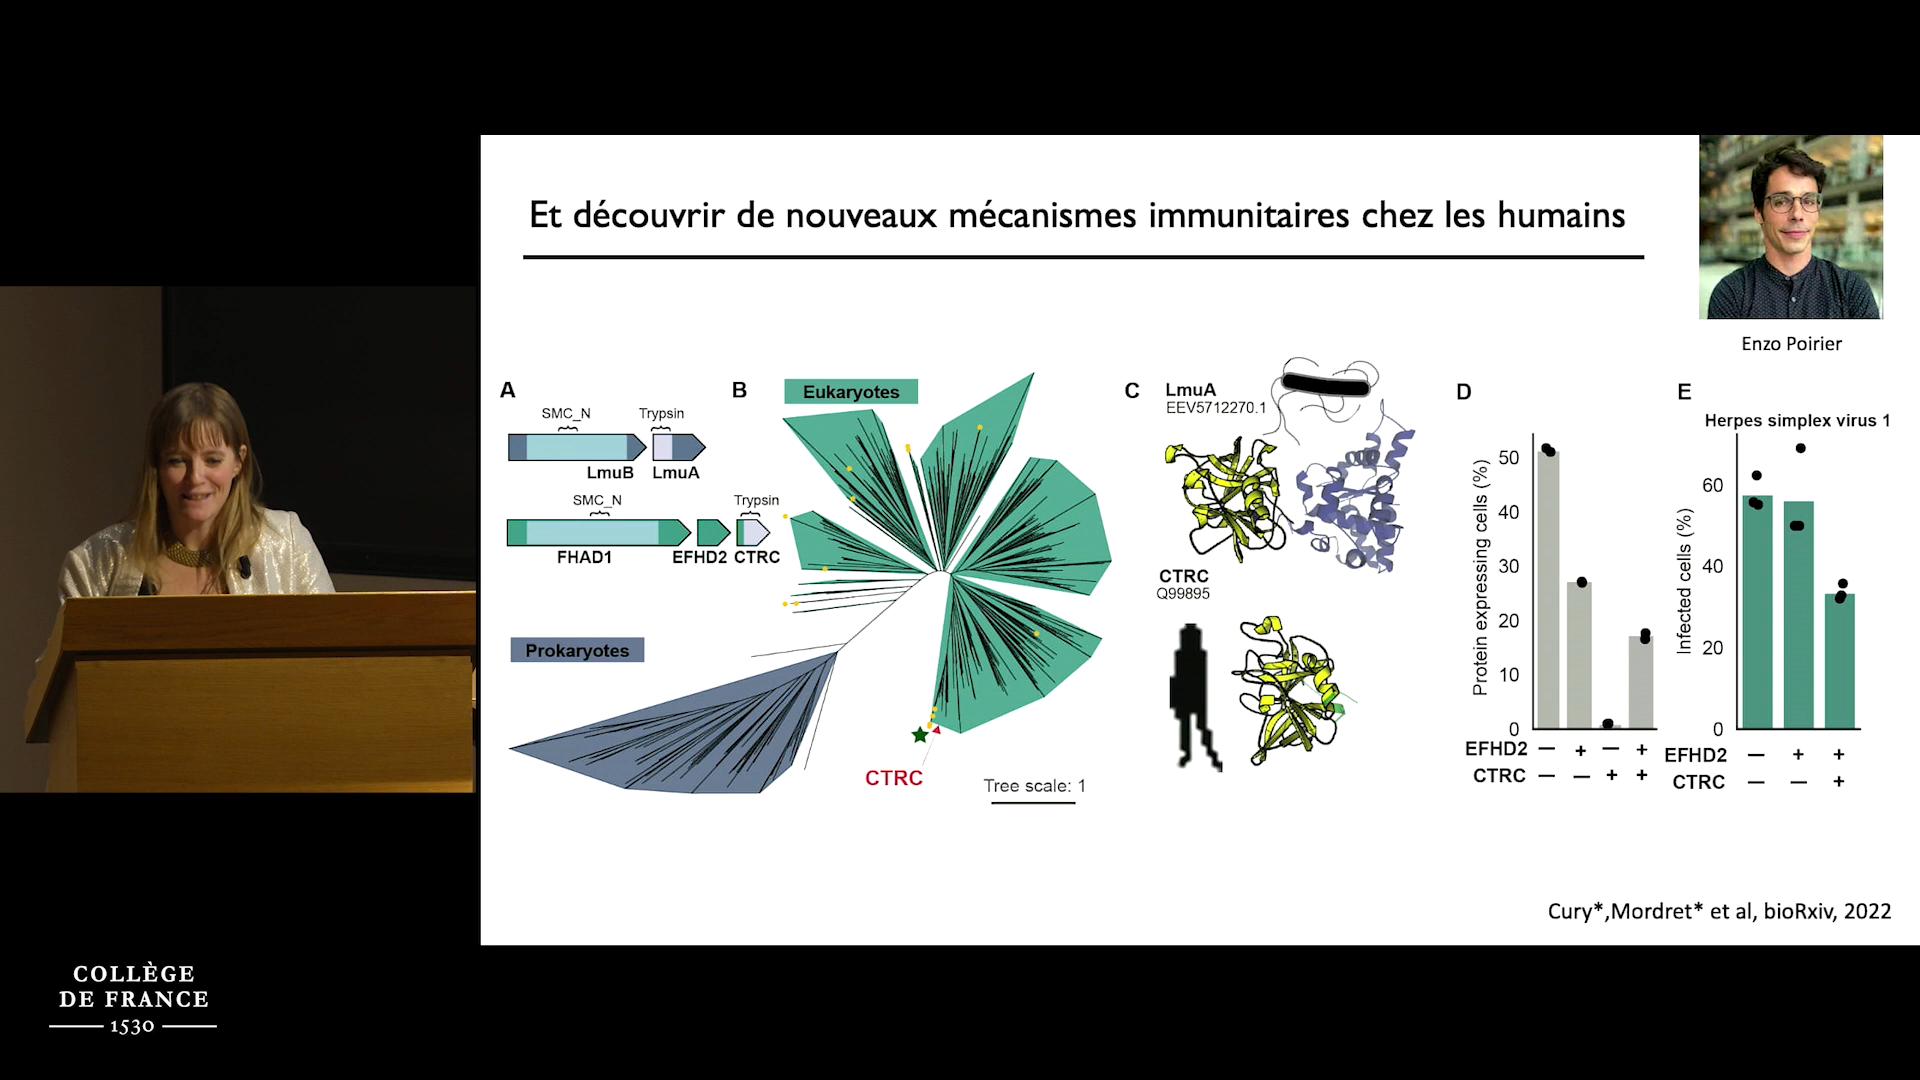 Et découvrir de nouveaux mécanismes immunitaires chez les humains
Enzo Poirier
A
SMC_N
Trypsin
LmuB
LmuA
SMC_N
Trypsin
FHAD1
EFHD2
CTRC
B
Eukaryotes
Prokaryotes
CTRC
Tree scale: 1
C
LmuA
EEV5712270.1
CTRC
Q99895
D
Protein expressing cells (%)
50
40
30
20
10
0
EFHD2 — + — +
CTRC — — + +
E
Herpes simplex virus 1
Infected cells (%)
60
40
20
0
EFHD2 — + +
CTRC — — +
Cury*,Mordret* et al, bioRxiv, 2022
COLLÈGE
DE FRANCE
1530